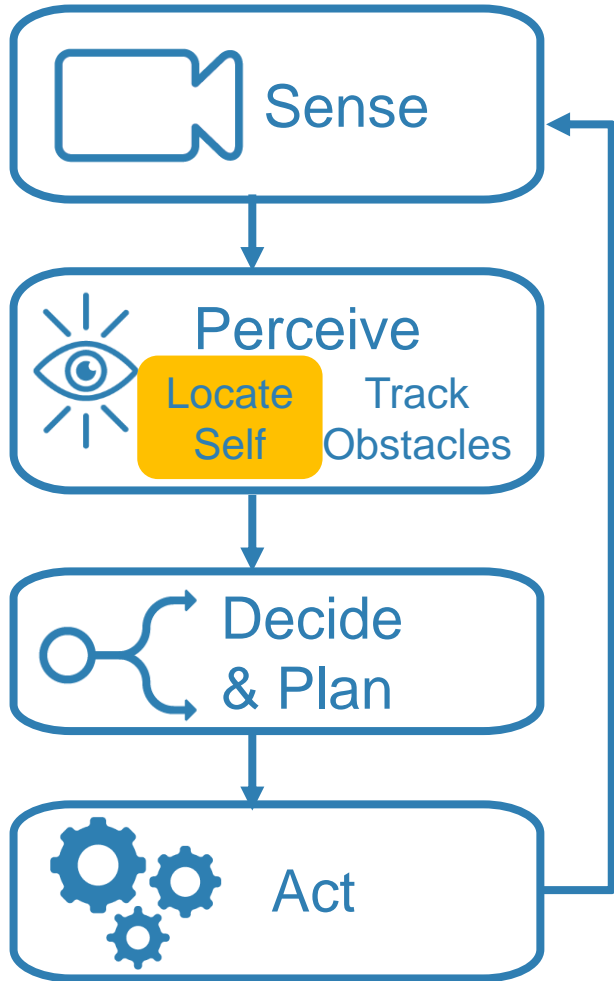 Sense
Perceive
Locate
Self
Track
Obstacles
Decide
& Plan
Act